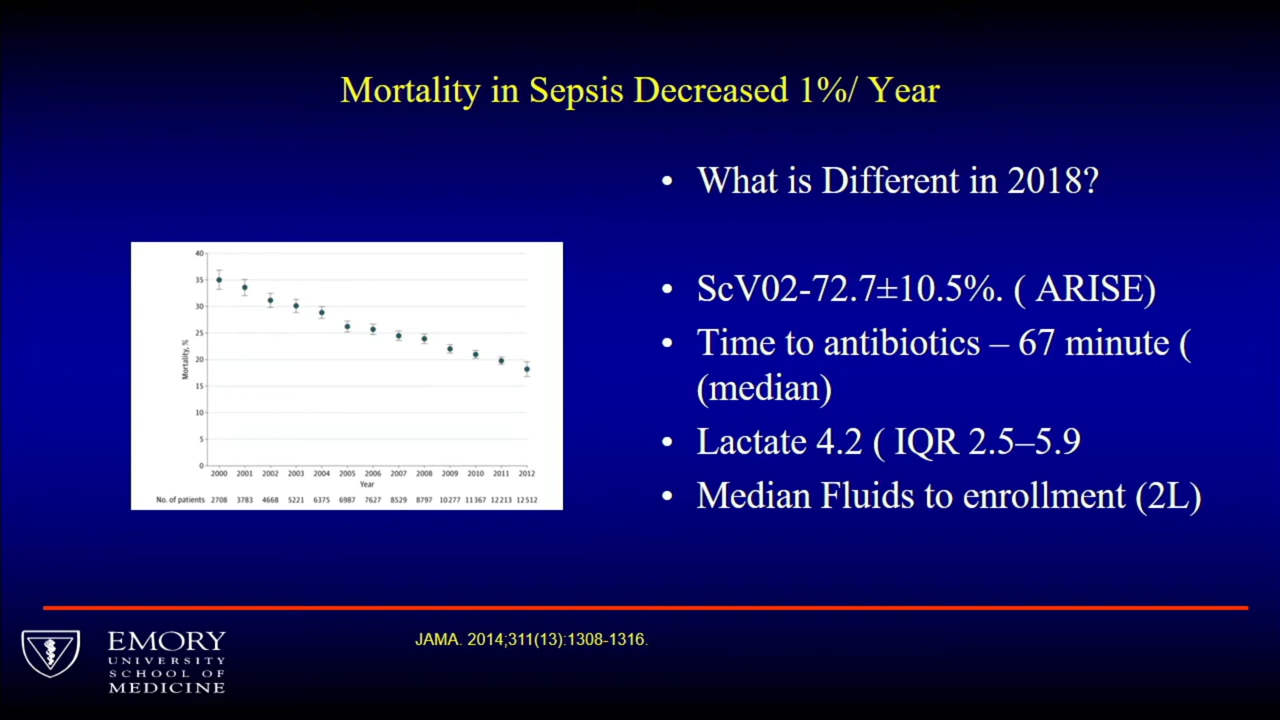 Mortality in Sepsis Decreased 1%/ Year
• What is Different in 2018?
• ScV02-72.7±10.5%. ( ARISE)
• Time to antibiotics – 67 minute (
(median)
• Lactate 4.2 ( IQR 2.5–5.9
• Median Fluids to enrollment (2L)
Mortality, %
40
35
30
25
20
15
10
5
0
2000 2001 2002 2003 2004 2005 2006 2007 2008 2009 2010 2011 2012
Year
No. of patients 2708 3783 4668 5221 6375 6987 7627 8529 8797 10277 11367 12213 12512
JAMA. 2014;311(13):1308-1316.
EMORY
UNIVERSITY
SCHOOL OF
MEDICINE